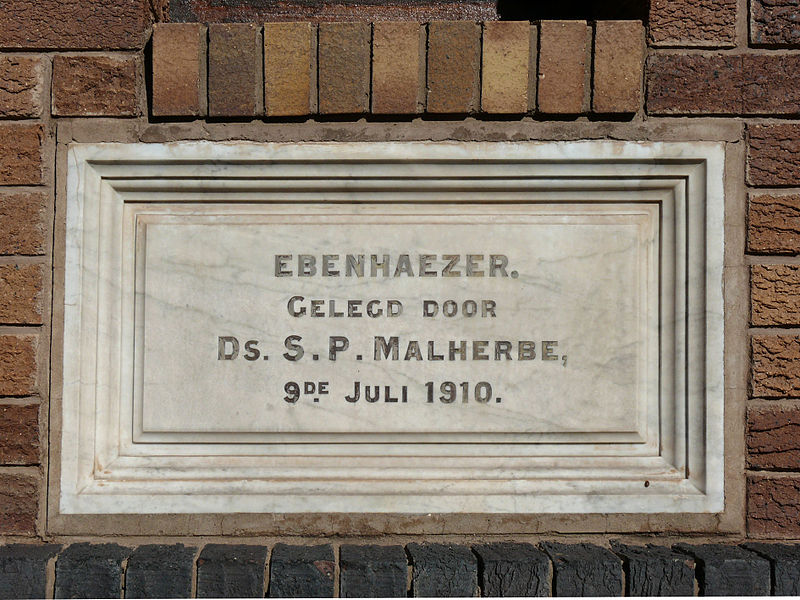 EBENHAEZER.
GELEGD DOOR
DS. S. P. MALHERBE,
9DE JULI 1910.